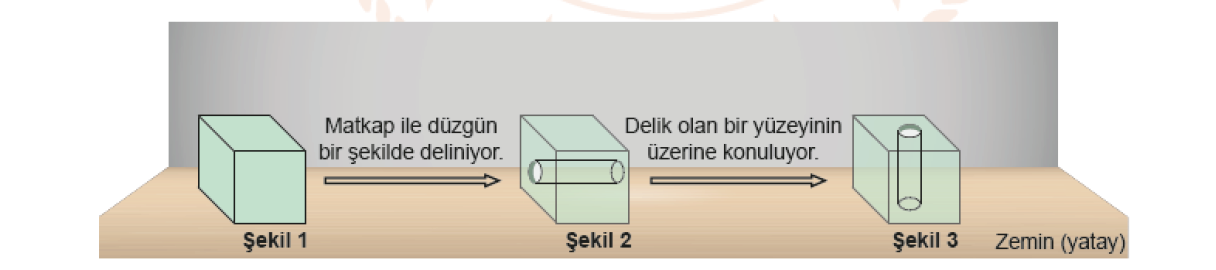 Matkap ile düzgün
bir şekilde deliniyor.
Delik olan bir yüzeyinin
üzerine konuluyor.
Şekil 1
Şekil 2
Şekil 3
Zemin (yatay)